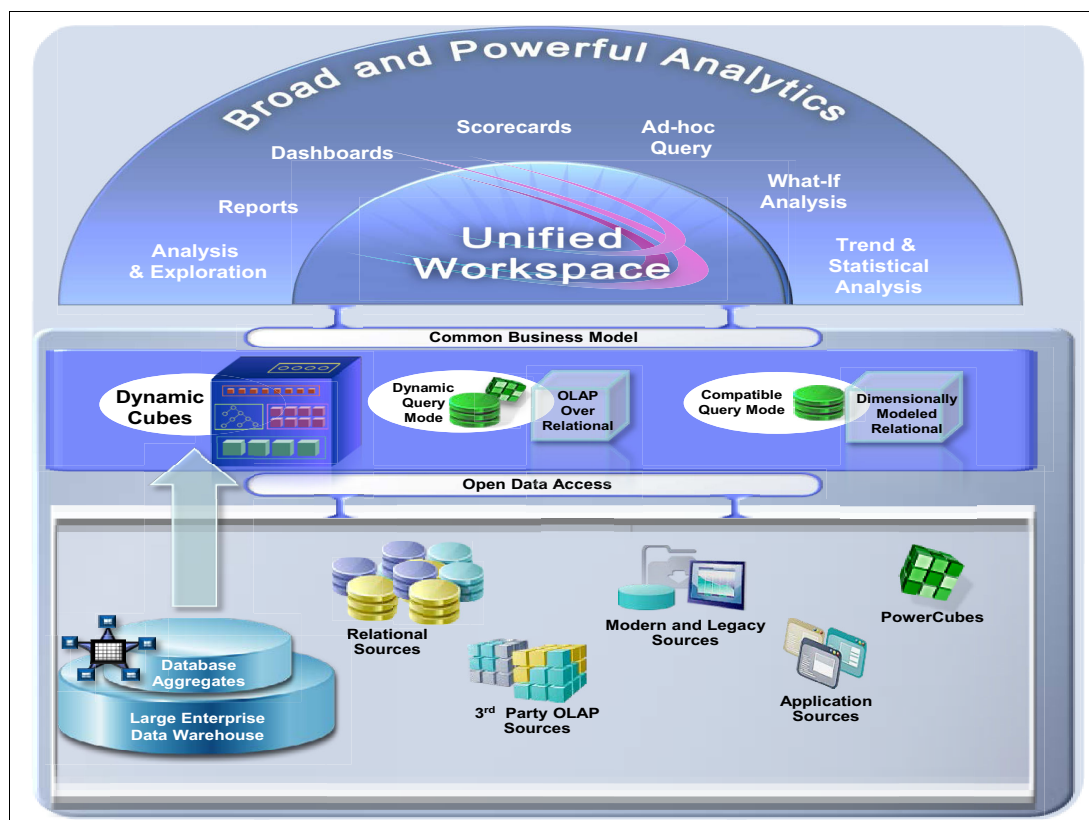 Broad and Powerful Analytics
Scorecards
Ad-hoc
Query
Dashboards
What-If
Analysis
Reports
Unified
Workspace
Analysis
& Exploration
Trend &
Statistical
Analysis
Common Business Model
Dynamic
Cubes
Dynamic
Query
Mode
OLAP
Over
Relational
Compatible
Query Mode
Dimensionally
Modeled
Relational
Open Data Access
Relational
Sources
Modern and Legacy
Sources
PowerCubes
Database
Aggregates
Large Enterprise
Data Warehouse
3rd Party OLAP
Sources
Application
Sources